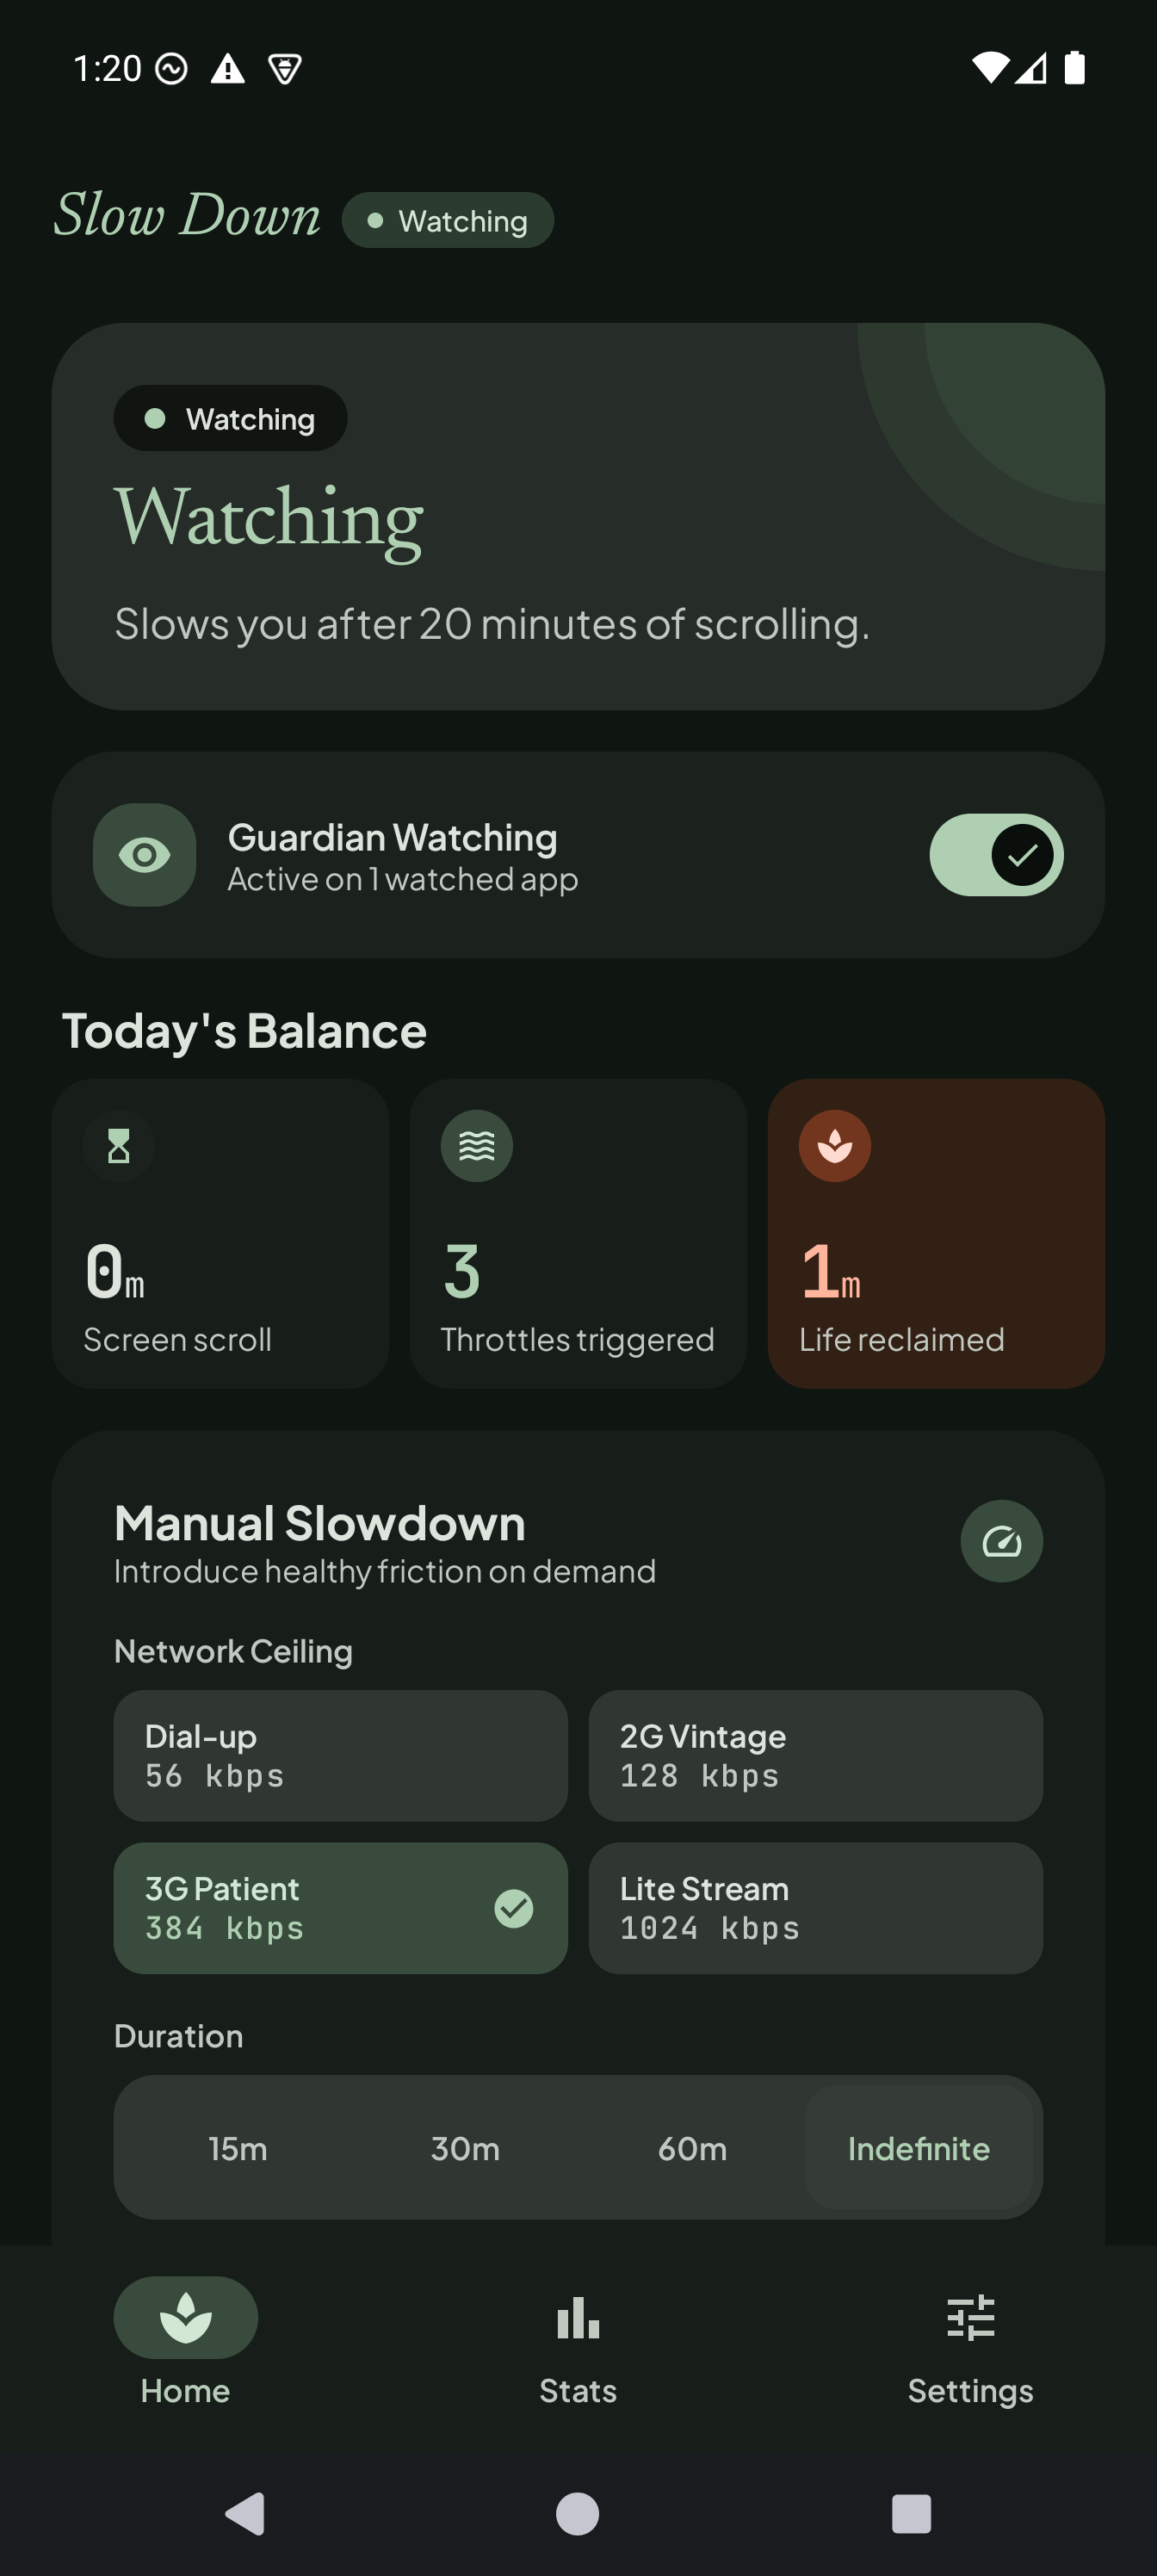 1:20
Slow Down
Watching
Watching
Watching
Slows you after 20 minutes of scrolling.
Guardian Watching
Active on 1 watched app
Today's Balance
0m
Screen scroll
3
Throttles triggered
1m
Life reclaimed
Manual Slowdown
Introduce healthy friction on demand
Network Ceiling
Dial-up
56 kbps
2G Vintage
128 kbps
3G Patient
384 kbps
Lite Stream
1024 kbps
Duration
15m
30m
60m
Indefinite
Home
Stats
Settings